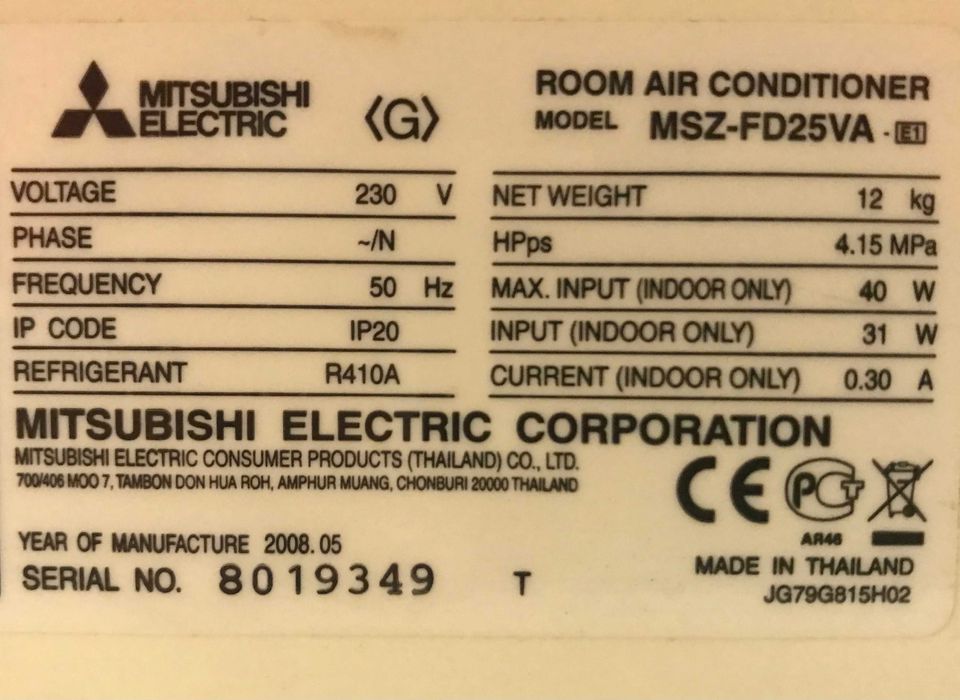 MITSUBISHI
ELECTRIC
〈G〉
ROOM AIR CONDITIONER
MODEL MSZ-FD25VA - E1
VOLTAGE 230 V
PHASE ~/N
FREQUENCY 50 Hz
IP CODE IP20
REFRIGERANT R410A
NET WEIGHT 12 kg
HPps 4.15 MPa
MAX. INPUT (INDOOR ONLY) 40 W
INPUT (INDOOR ONLY) 31 W
CURRENT (INDOOR ONLY) 0.30 A
MITSUBISHI ELECTRIC CORPORATION
MITSUBISHI ELECTRIC CONSUMER PRODUCTS (THAILAND) CO., LTD.
700/406 MOO 7, TAMBON DON HUA ROH, AMPHUR MUANG, CHONBURI 20000 THAILAND
CE PCT
AR46
YEAR OF MANUFACTURE 2008.05
SERIAL NO. 8019349 T
MADE IN THAILAND
JG79G815H02